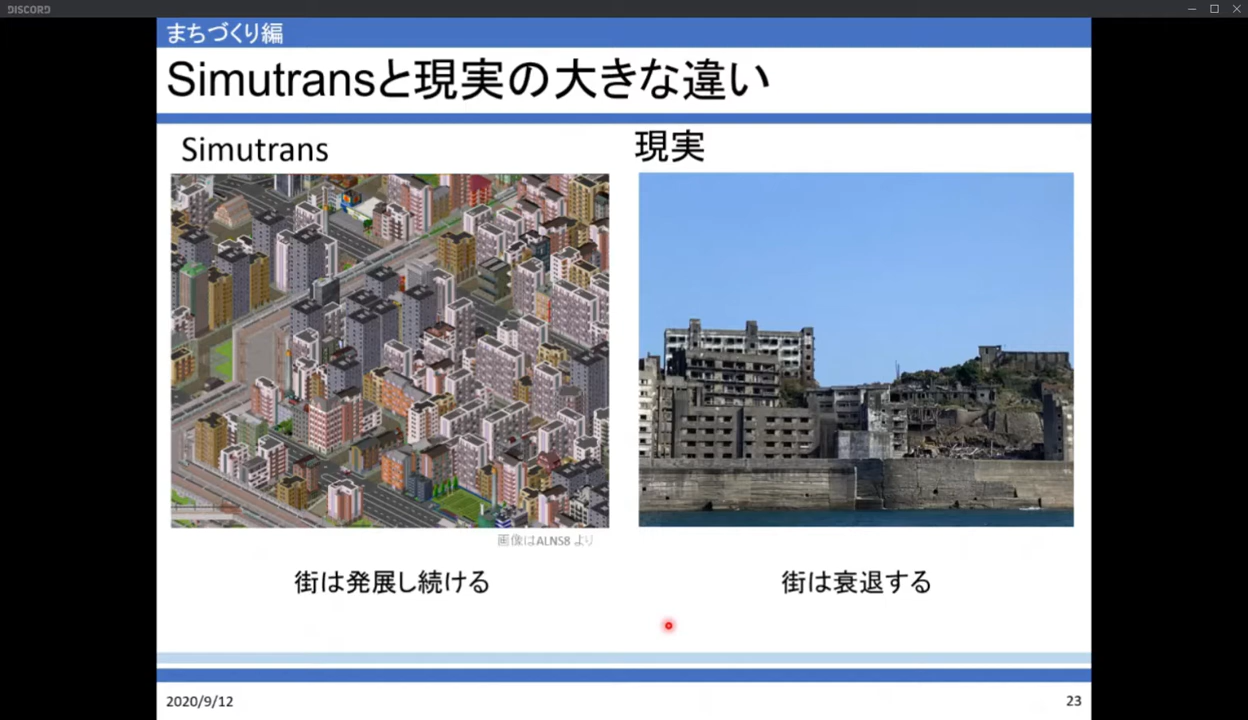 DISCORD
まちづくり編
Simutransと現実の大きな違い
Simutrans
現実
画像はALNS8 より
街は発展し続ける
街は衰退する
2020/9/12
23